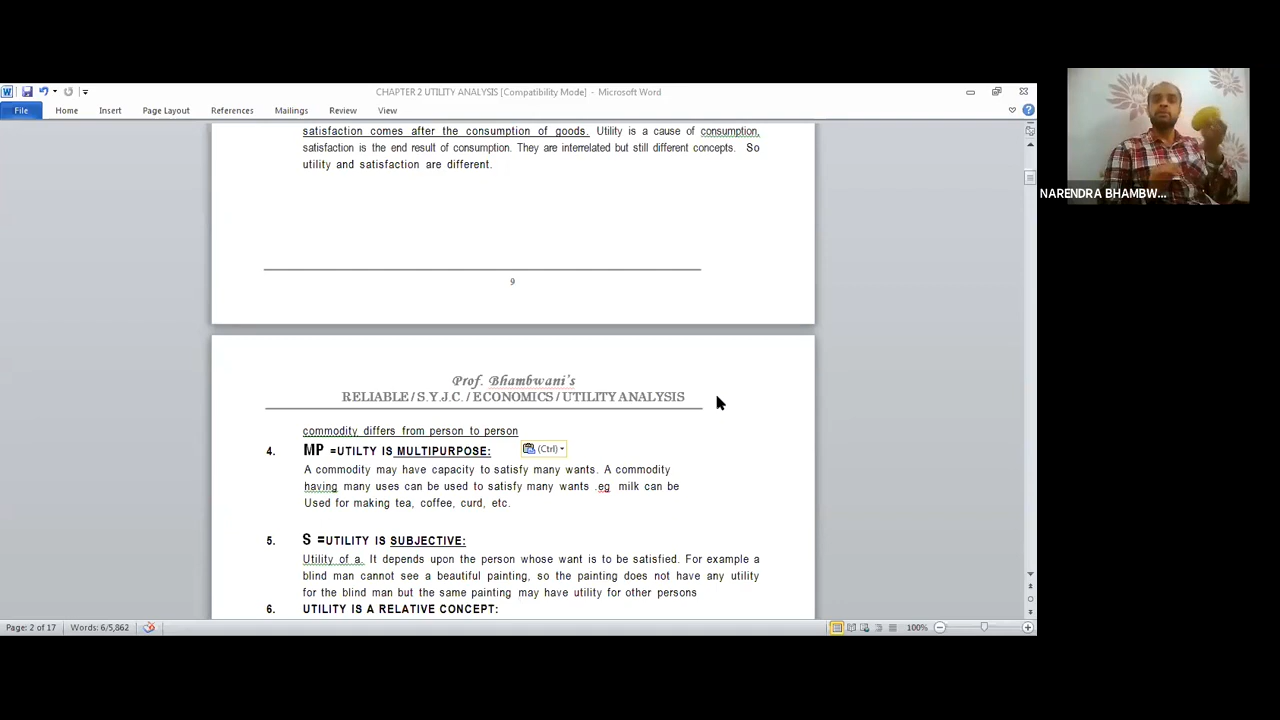 CHAPTER 2 UTILITY ANALYSIS [Compatibility Mode] - Microsoft Word
File Home Insert Page Layout References Mailings Review View
satisfaction comes after the consumption of goods. Utility is a cause of consumption,
satisfaction is the end result of consumption. They are interrelated but still different concepts. So
utility and satisfaction are different.
9
Prof. Bhambwani's
RELIABLE / S.Y.J.C. / ECONOMICS / UTILITY ANALYSIS
commodity differs from person to person
4. MP =UTILTY IS MULTIPURPOSE:
(Ctrl)
A commodity may have capacity to satisfy many wants. A commodity
having many uses can be used to satisfy many wants .eg milk can be
Used for making tea, coffee, curd, etc.
5. S =UTILITY IS SUBJECTIVE:
Utility of a. It depends upon the person whose want is to be satisfied. For example a
blind man cannot see a beautiful painting, so the painting does not have any utility
for the blind man but the same painting may have utility for other persons
6. UTILITY IS A RELATIVE CONCEPT:
Page: 2 of 17 Words: 6/5,862 100%
NARENDRA BHAMBW...